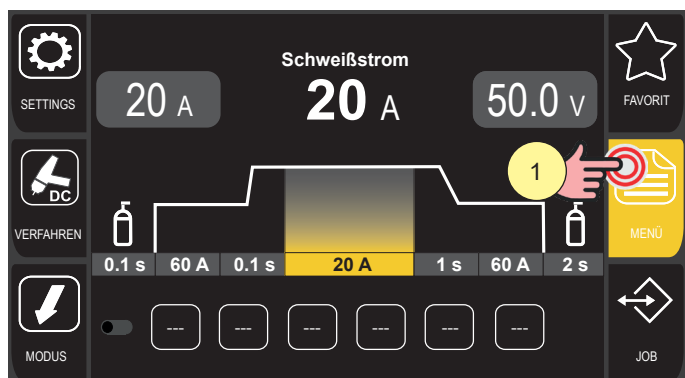 SETTINGS
VERFAHREN
DC
MODUS
Schweißstrom
20 A
20 A
50.0 V
1
0.1 s 60 A 0.1 s 20 A 1 s 60 A 2 s
--- --- --- --- --- ---
FAVORIT
MENÜ
JOB